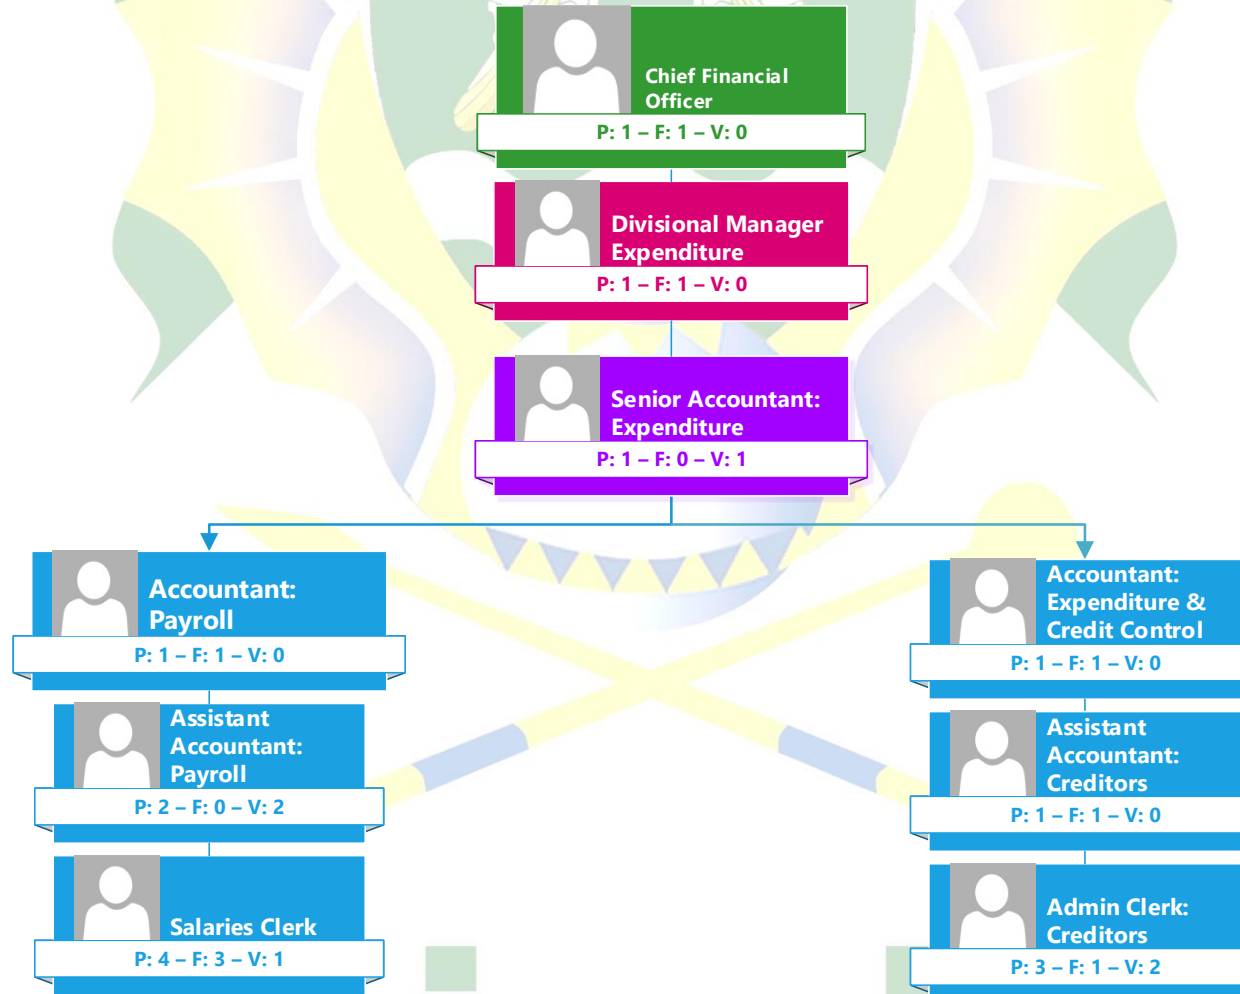 Chief Financial
Officer
P: 1 – F: 1 – V: 0
Divisional Manager
Expenditure
P: 1 – F: 1 – V: 0
Senior Accountant:
Expenditure
P: 1 – F: 0 – V: 1
Accountant:
Payroll
P: 1 – F: 1 – V: 0
Assistant
Accountant:
Payroll
P: 2 – F: 0 – V: 2
Salaries Clerk
P: 4 – F: 3 – V: 1
Accountant:
Expenditure &
Credit Control
P: 1 – F: 1 – V: 0
Assistant
Accountant:
Creditors
P: 1 – F: 1 – V: 0
Admin Clerk:
Creditors
P: 3 – F: 1 – V: 2